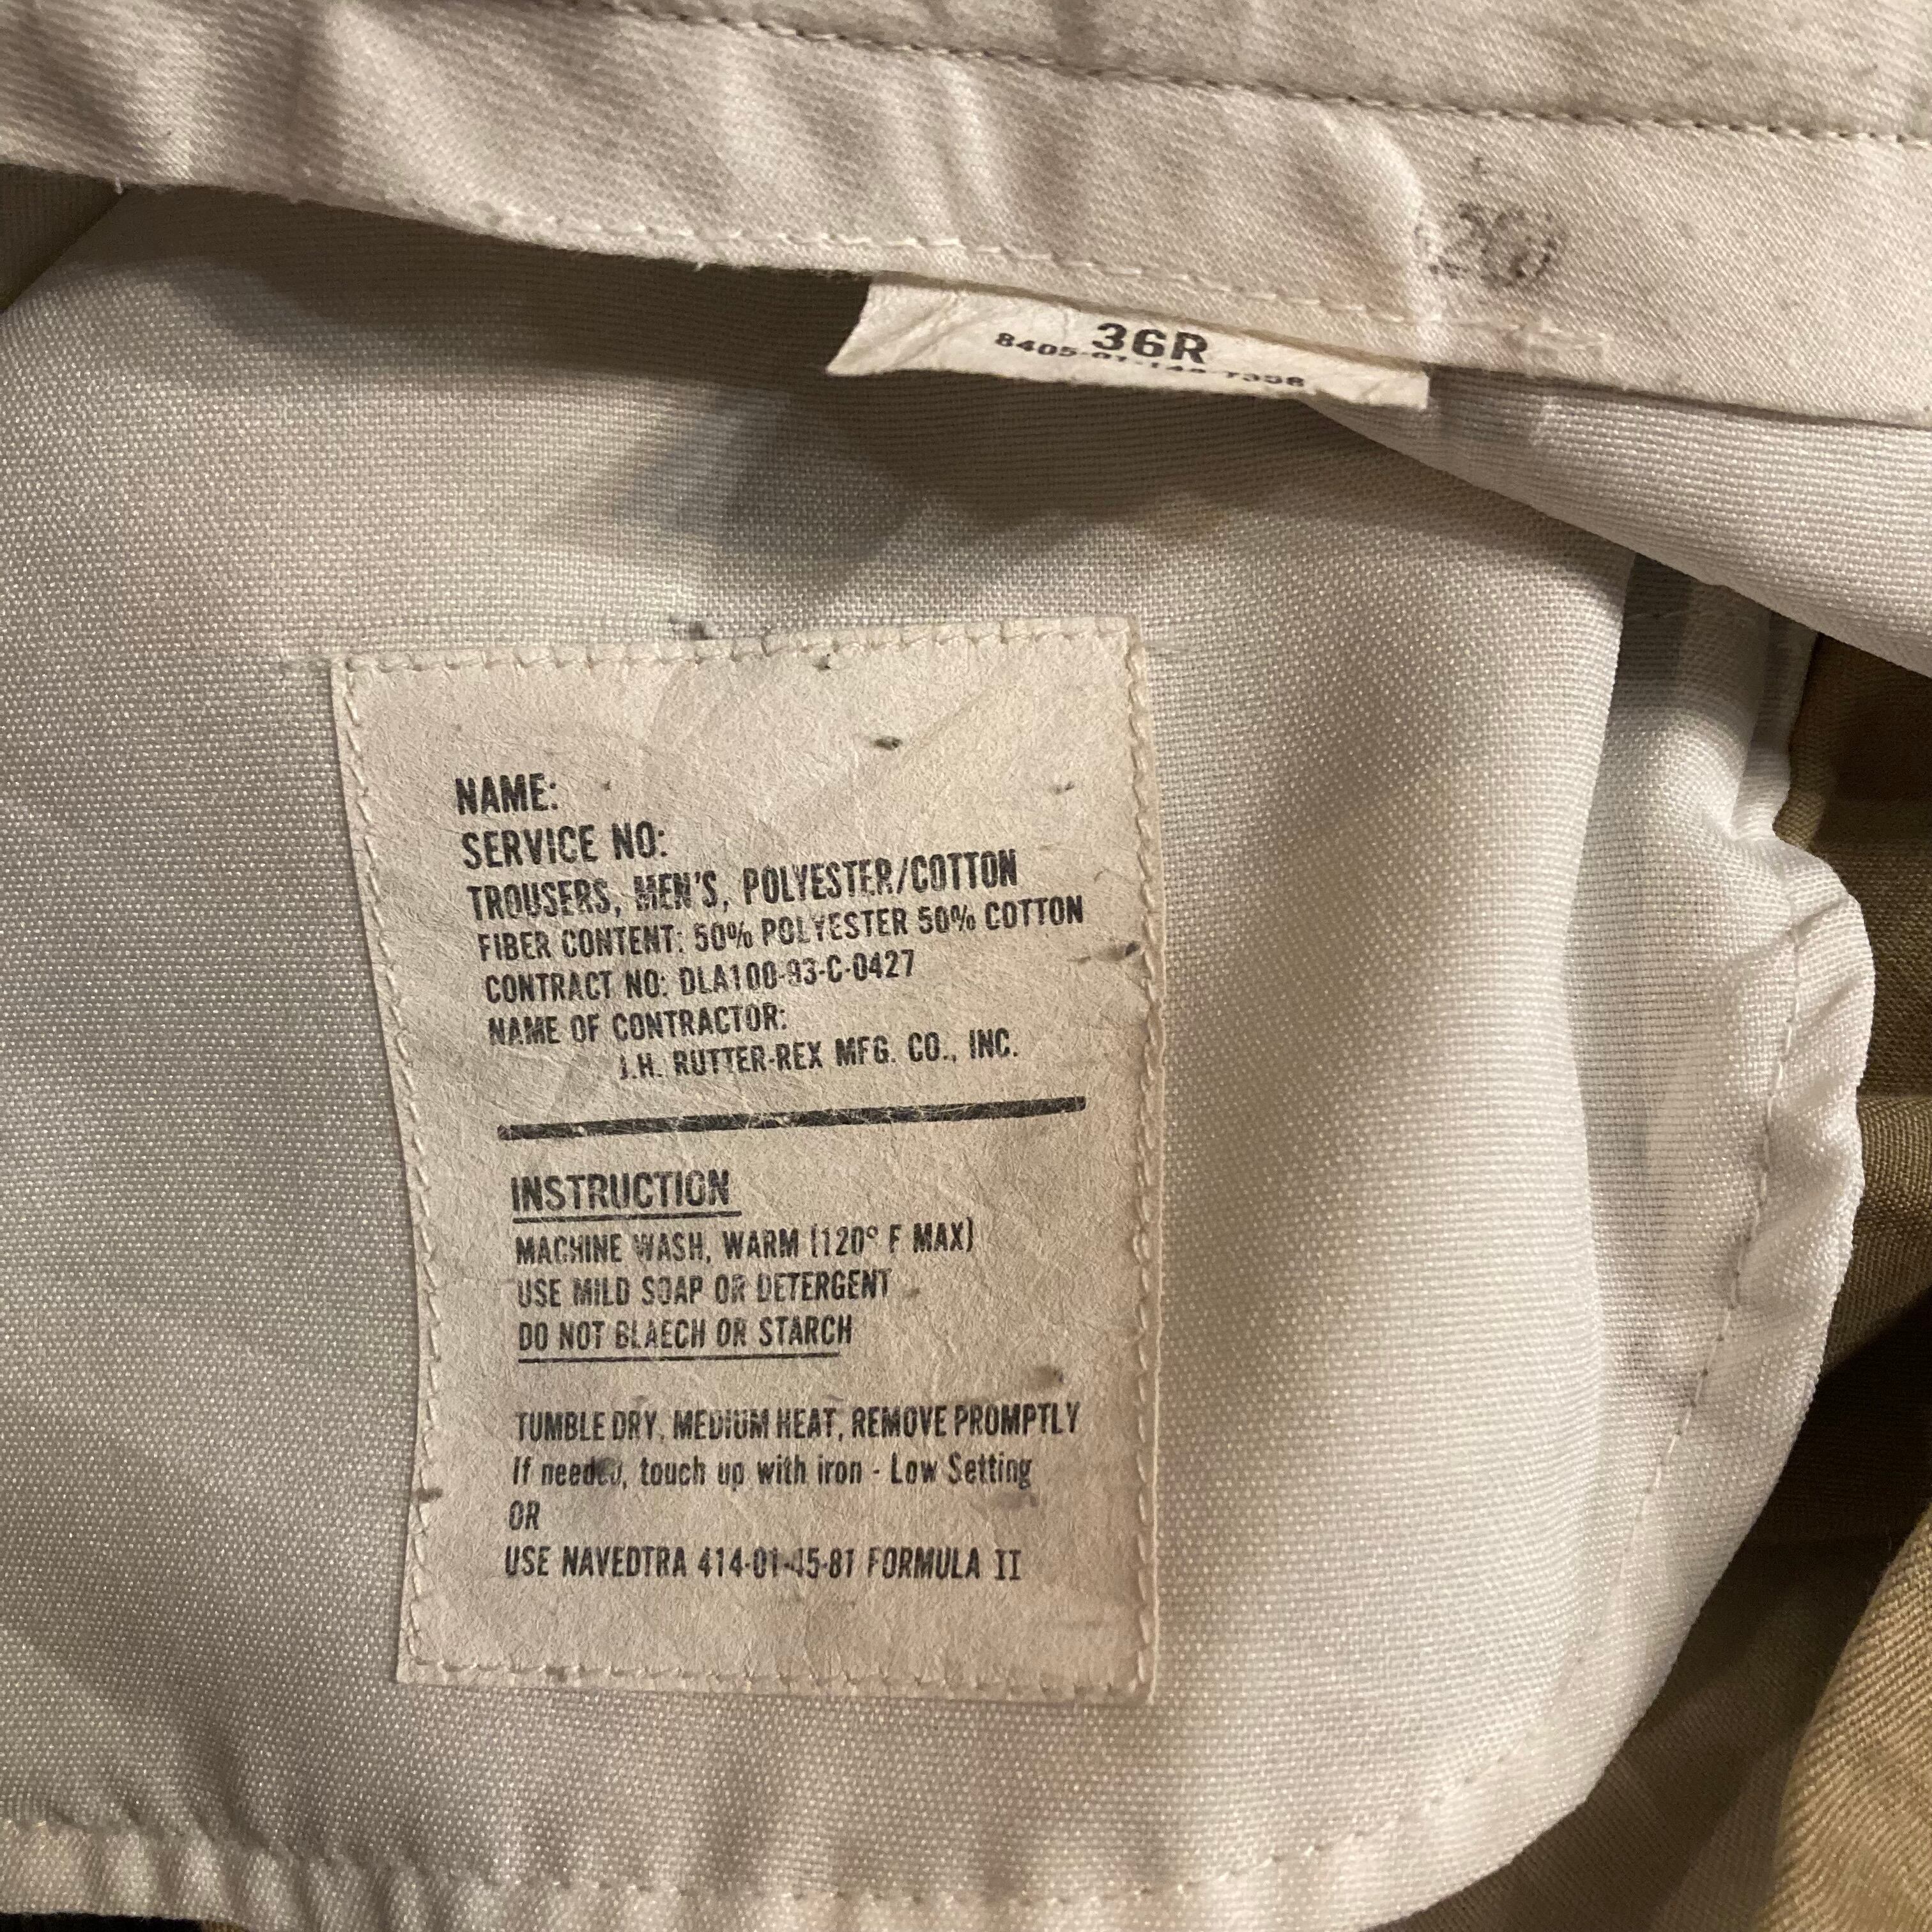 36R
NAME:
SERVICE NO:
TROUSERS, MEN'S, POLYESTER/COTTON
FIBER CONTENT: 50% POLYESTER 50% COTTON
CONTRACT NO: DLA100-93-C-0427
NAME OF CONTRACTOR:
J.H. RUTTER-REX MFG. CO., INC.
INSTRUCTION
MACHINE WASH, WARM (120° F MAX)
USE MILD SOAP OR DETERGENT
DO NOT BLAECH OR STARCH
TUMBLE DRY, MEDIUM HEAT, REMOVE PROMPTLY
If needed, touch up with iron - Low Setting
OR
USE NAVEDTRA 414-01-45-81 FORMULA II